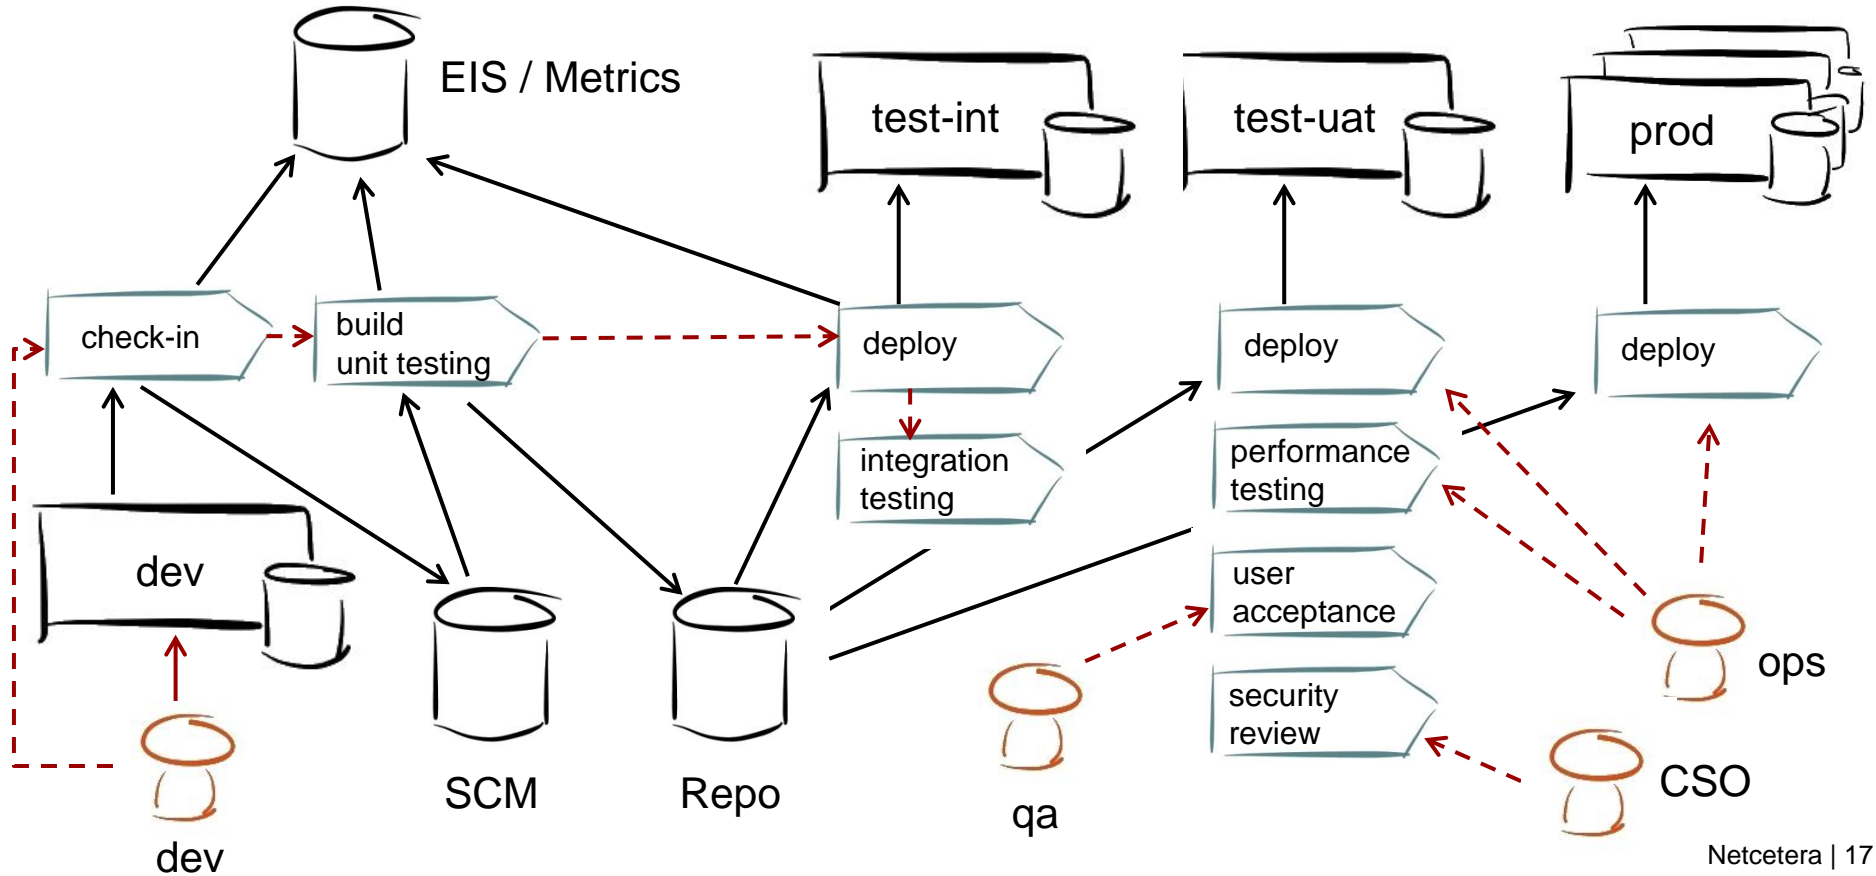 EIS / Metrics
test-int
test-uat
prod
check-in
build
unit testing
deploy
deploy
deploy
integration
testing
performance
testing
dev
user
acceptance
security
review
ops
SCM
Repo
qa
CSO
dev
Netcetera | 17